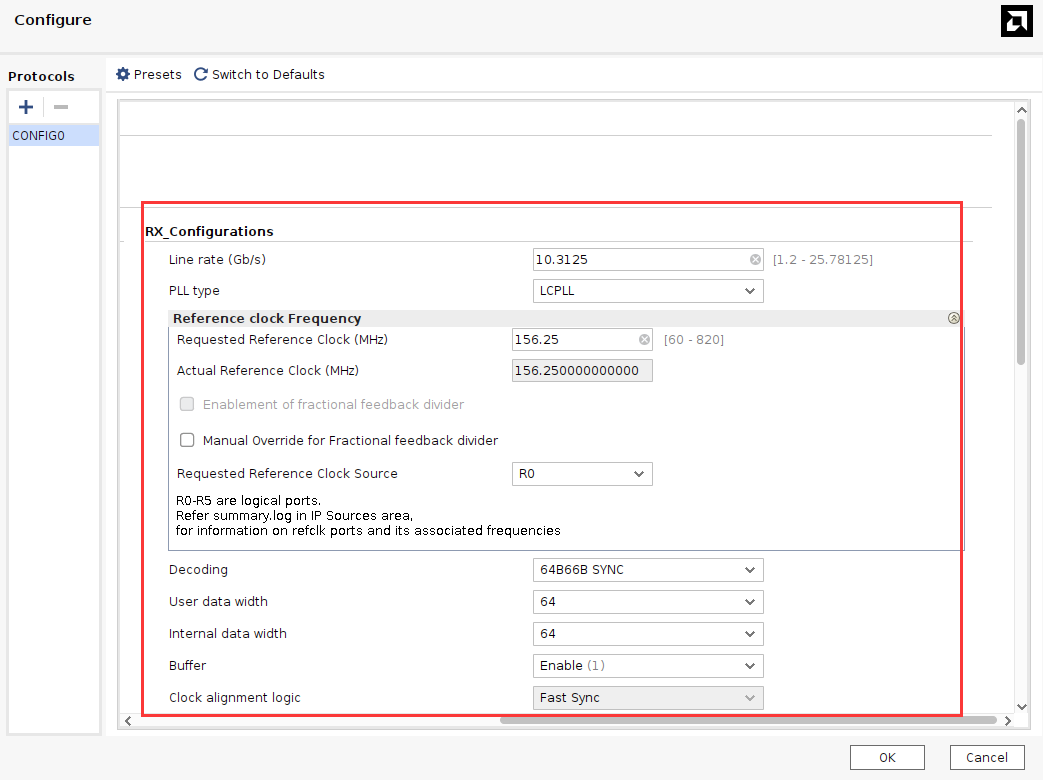 Configure
Protocols
Presets
Switch to Defaults
CONFIG0
RX_Configurations
Line rate (Gb/s)
10.3125
[1.2 - 25.78125]
PLL type
LCPLL
Reference clock Frequency
Requested Reference Clock (MHz)
156.25
[60 - 820]
Actual Reference Clock (MHz)
156.250000000000
Enablement of fractional feedback divider
Manual Override for Fractional feedback divider
Requested Reference Clock Source
R0
R0-R5 are logical ports.
Refer summary.log in IP Sources area,
for information on refclk ports and its associated frequencies
Decoding
64B66B SYNC
User data width
64
Internal data width
64
Buffer
Enable (1)
Clock alignment logic
Fast Sync
OK
Cancel